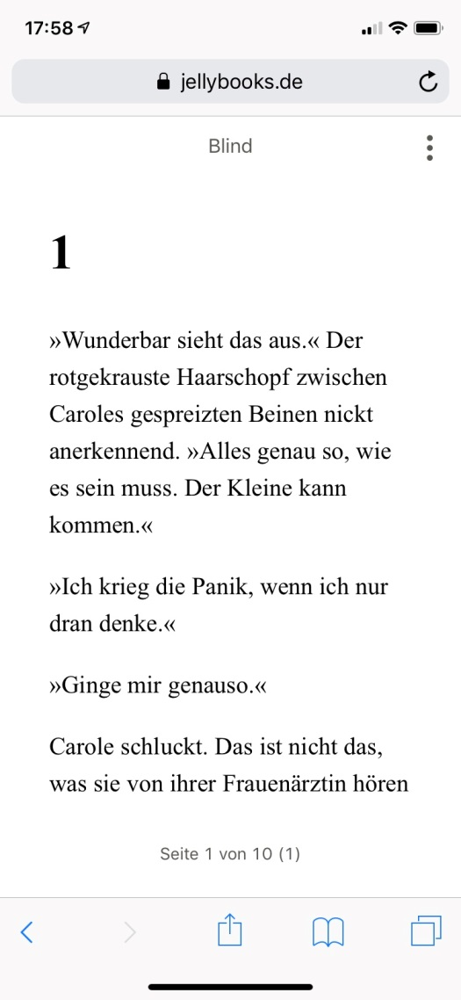 17:58
jellybooks.de
Blind
1
»Wunderbar sieht das aus.« Der
rotgekrauste Haarschopf zwischen
Caroles gespreizten Beinen nickt
anerkennend. »Alles genau so, wie
es sein muss. Der Kleine kann
kommen.«
»Ich krieg die Panik, wenn ich nur
dran denke.«
»Ginge mir genauso.«
Carole schluckt. Das ist nicht das,
was sie von ihrer Frauenärztin hören
Seite 1 von 10 (1)